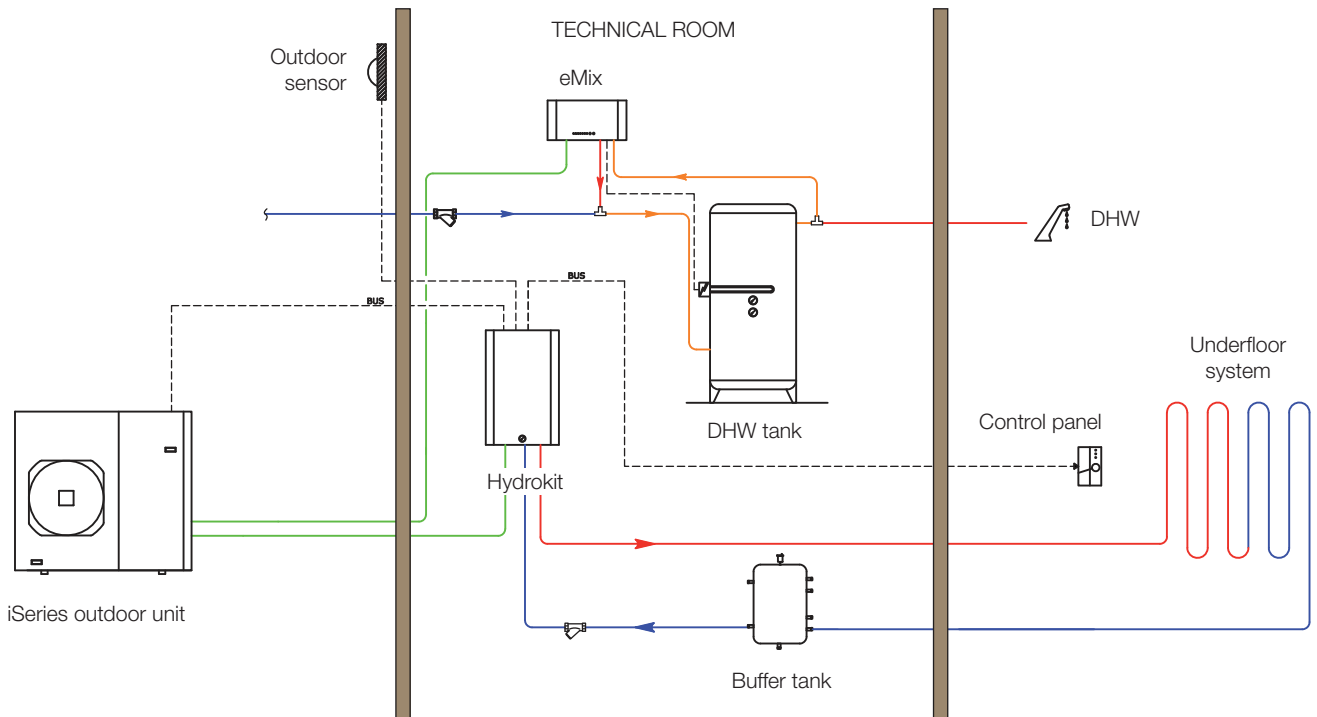 TECHNICAL ROOM
Outdoor
sensor
eMix
DHW
BUS
BUS
Underfloor
system
Control panel
DHW tank
Hydrokit
iSeries outdoor unit
Buffer tank